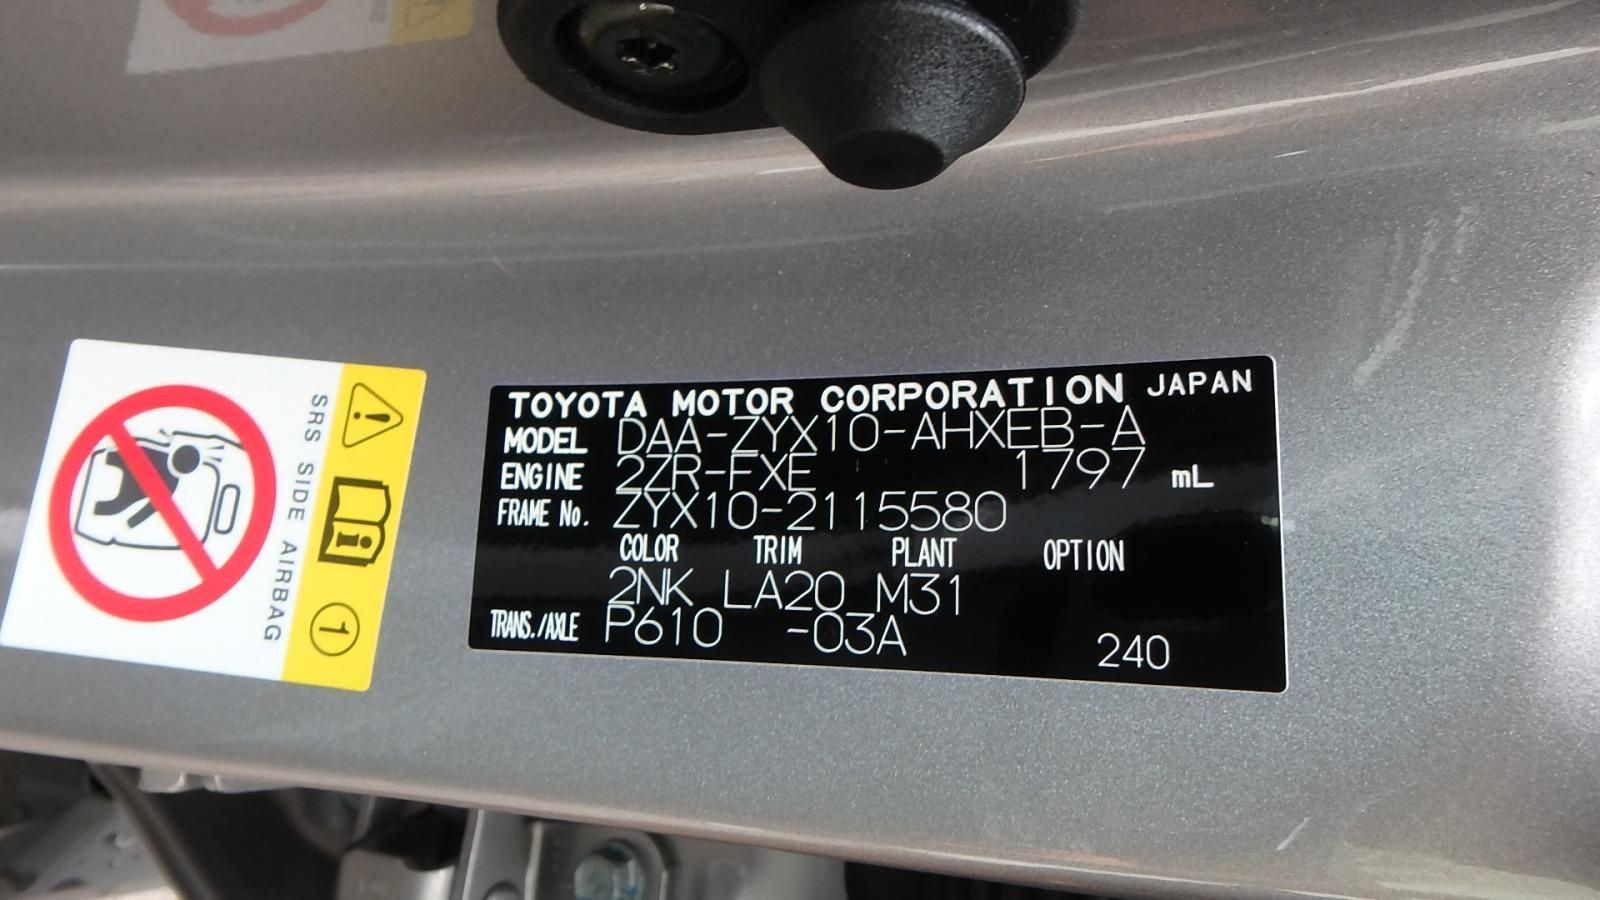 SRS SIDE AIRBAG
1
TOYOTA MOTOR CORPORATION JAPAN
MODEL DAA-ZYX10-AHXEB-A
ENGINE 2ZR-FXE 1797 mL
FRAME No. ZYX10-2115580
COLOR TRIM PLANT OPTION
2NK LA20 M31
TRANS./AXLE P610 -03A 240